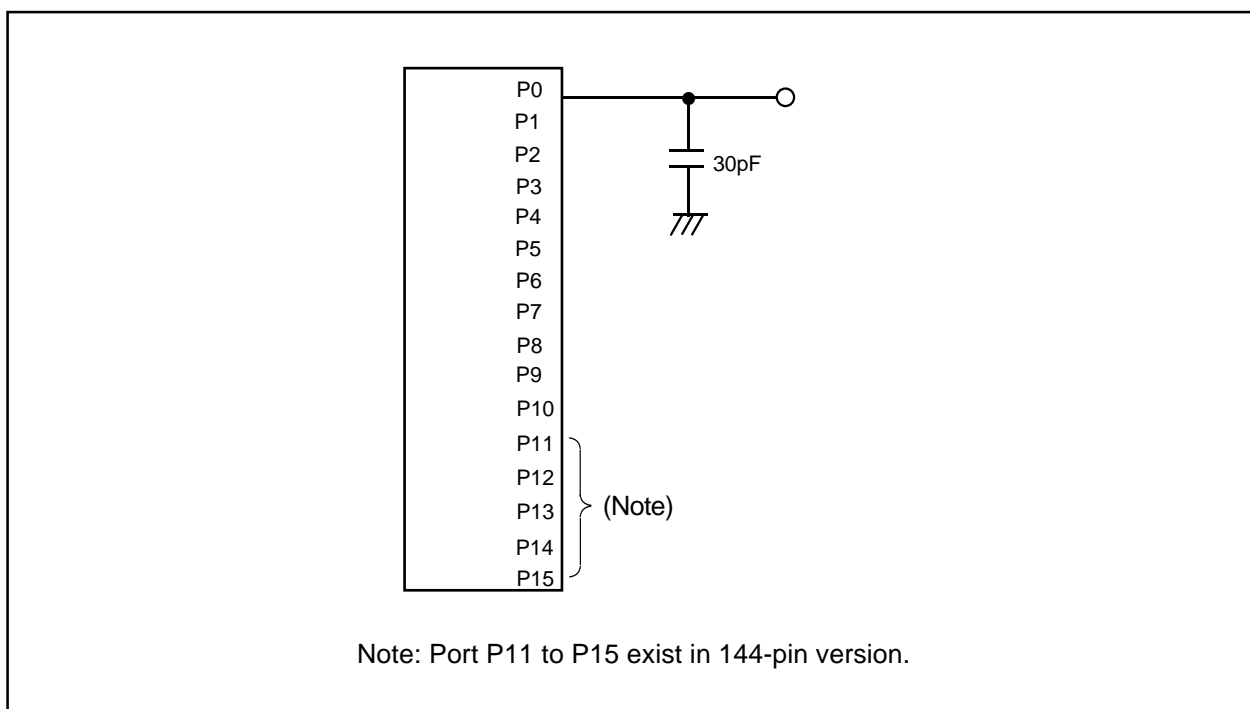 P0
P1
P2
30pF
P3
P4
P5
P6
P7
P8
P9
P10
P11
P12
P13
(Note)
P14
P15
Note: Port P11 to P15 exist in 144-pin version.